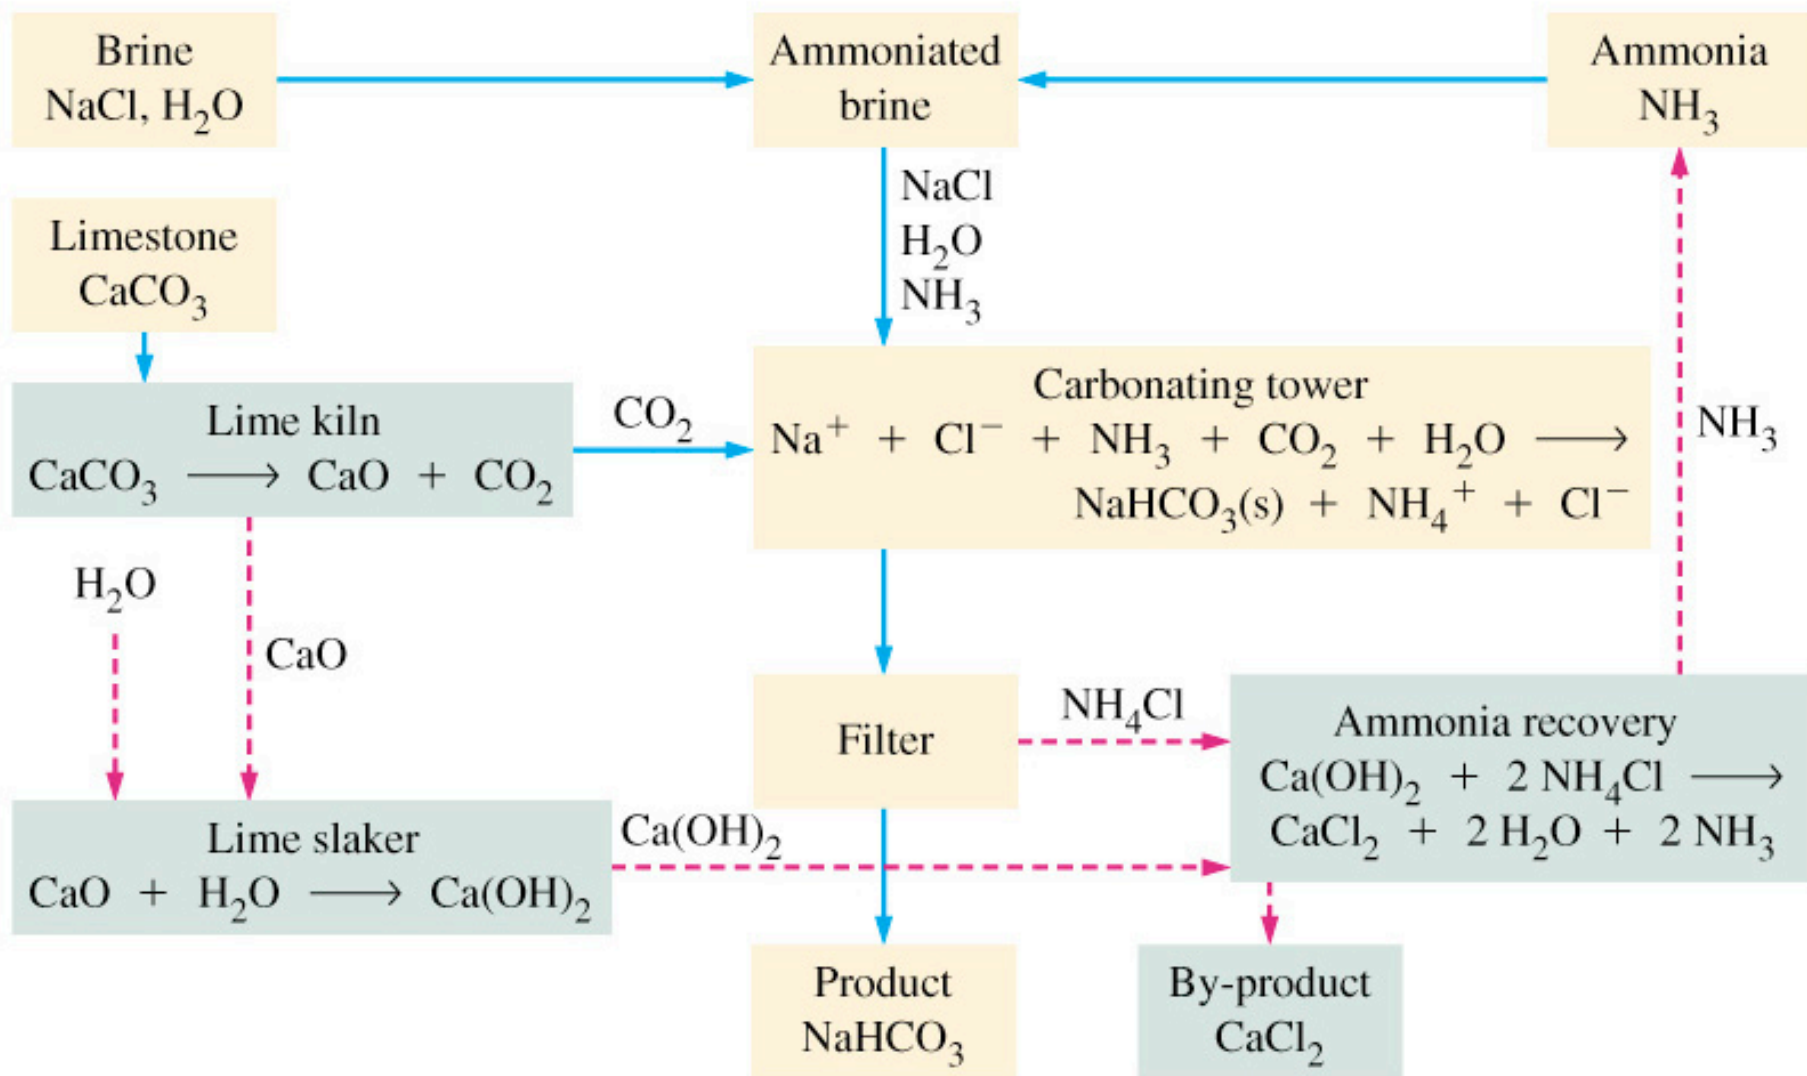 Brine
NaCl, H₂O
Ammoniated
brine
Ammonia
NH₃
NaCl
H₂O
NH₃
Limestone
CaCO₃
Lime kiln
CaCO₃ ⟶ CaO + CO₂
CO₂
Carbonating tower
Na⁺ + Cl⁻ + NH₃ + CO₂ + H₂O ⟶
NaHCO₃(s) + NH₄⁺ + Cl⁻
NH₃
H₂O
CaO
Filter
NH₄Cl
Ammonia recovery
Ca(OH)₂ + 2 NH₄Cl ⟶
CaCl₂ + 2 H₂O + 2 NH₃
Lime slaker
CaO + H₂O ⟶ Ca(OH)₂
Ca(OH)₂
Product
NaHCO₃
By-product
CaCl₂